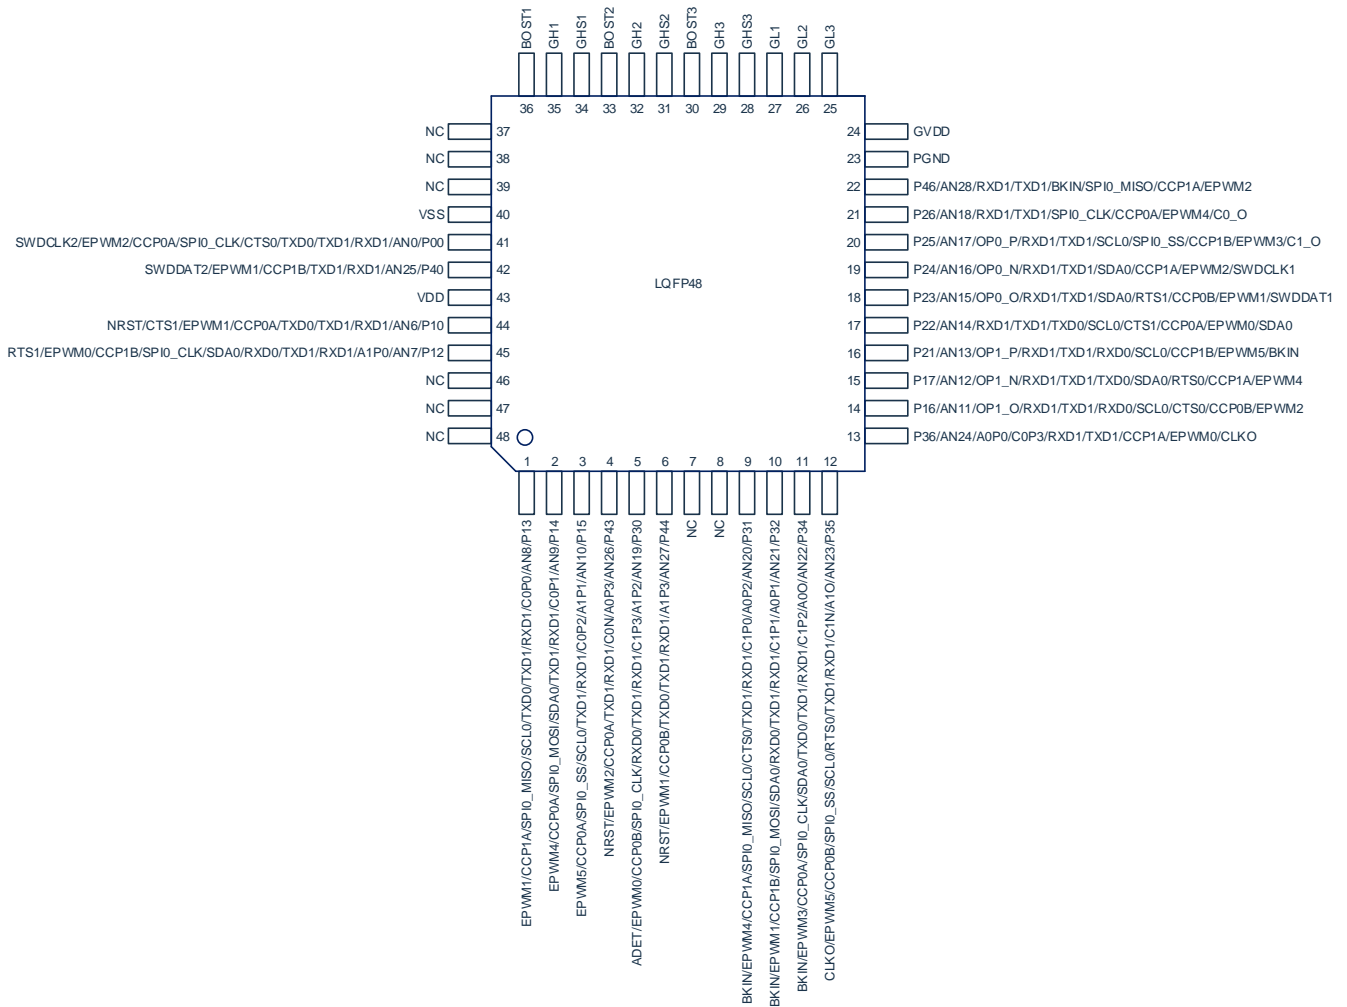 BOST1
GH1
GHS1
BOST2
GH2
GHS2
BOST3
GH3
GHS3
GL1
GL2
GL3
36 35 34 33 32 31 30 29 28 27 26 25
NC 37
NC 38
NC 39
VSS 40
SWDCLK2/EPWM2/CCP0A/SPI0_CLK/CTS0/TXD0/TXD1/RXD1/AN0/P00 41
SWDDAT2/EPWM1/CCP1B/TXD1/RXD1/AN25/P40 42
VDD 43
NRST/CTS1/EPWM1/CCP0A/TXD0/TXD1/RXD1/AN6/P10 44
RTS1/EPWM0/CCP1B/SPI0_CLK/SDA0/RXD0/TXD1/RXD1/A1P0/AN7/P12 45
NC 46
NC 47
NC 48
LQFP48
24 GVDD
23 PGND
22 P46/AN28/RXD1/TXD1/BKIN/SPI0_MISO/CCP1A/EPWM2
21 P26/AN18/RXD1/TXD1/SPI0_CLK/CCP0A/EPWM4/C0_O
20 P25/AN17/OP0_P/RXD1/TXD1/SCL0/SPI0_SS/CCP1B/EPWM3/C1_O
19 P24/AN16/OP0_N/RXD1/TXD1/SDA0/CCP1A/EPWM2/SWDCLK1
18 P23/AN15/OP0_O/RXD1/TXD1/SDA0/RTS1/CCP0B/EPWM1/SWDDAT1
17 P22/AN14/RXD1/TXD1/TXD0/SCL0/CTS1/CCP0A/EPWM0/SDA0
16 P21/AN13/OP1_P/RXD1/TXD1/RXD0/SCL0/CCP1B/EPWM5/BKIN
15 P17/AN12/OP1_N/RXD1/TXD1/TXD0/SDA0/RTS0/CCP1A/EPWM4
14 P16/AN11/OP1_O/RXD1/TXD1/RXD0/SCL0/CTS0/CCP0B/EPWM2
13 P36/AN24/A0P0/C0P3/RXD1/TXD1/CCP1A/EPWM0/CLKO
1 2 3 4 5 6 7 8 9 10 11 12
EPWM1/CCP1A/SPI0_MISO/SCL0/TXD0/TXD1/RXD1/C0P0/AN8/P13
EPWM4/CCP0A/SPI0_MOSI/SDA0/TXD1/RXD1/C0P1/AN9/P14
EPWM5/CCP0A/SPI0_SS/SCL0/TXD1/RXD1/C0P2/A1P1/AN10/P15
NRST/EPWM2/CCP0A/TXD1/RXD1/C0N/A0P3/AN26/P43
ADET/EPWM0/CCP0B/SPI0_CLK/RXD0/TXD1/RXD1/C1P3/A1P2/AN19/P30
NRST/EPWM1/CCP0B/TXD0/TXD1/RXD1/A1P3/AN27/P44
NC
NC
BKIN/EPWM4/CCP1A/SPI0_MISO/SCL0/CTS0/TXD1/RXD1/C1P0/A0P2/AN20/P31
BKIN/EPWM1/CCP1B/SPI0_MOSI/SDA0/RXD0/TXD1/RXD1/C1P1/A0P1/AN21/P32
BKIN/EPWM3/CCP0A/SPI0_CLK/SDA0/TXD0/TXD1/RXD1/C1P2/A0O/AN22/P34
CLKO/EPWM5/CCP0B/SPI0_SS/SCL0/RTS0/TXD1/RXD1/C1N/A1O/AN23/P35